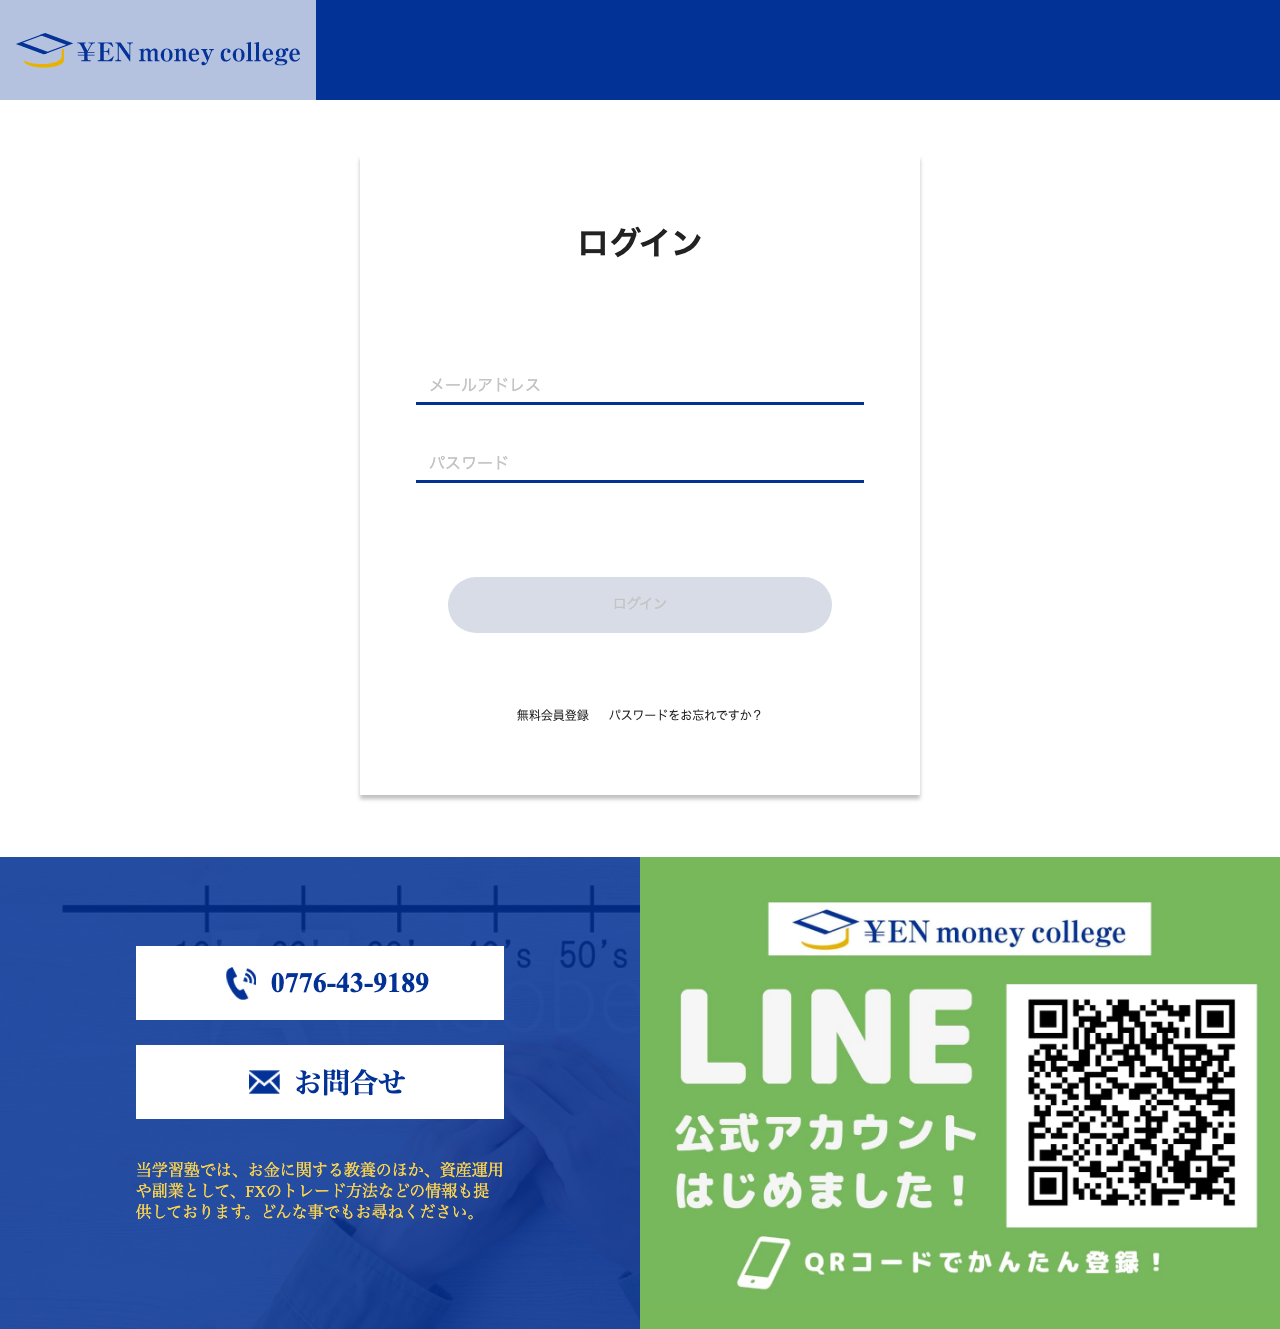 ¥EN money college
ログイン
メールアドレス
パスワード
ログイン
無料会員登録 パスワードをお忘れですか？
40's 50's
0776-43-9189
お問合せ
当学習塾では、お金に関する教養のほか、資産運用
や副業として、FXのトレード方法などの情報も提
供しております。どんな事でもお尋ねください。
¥EN money college
LINE
公式アカウント
はじめました！
QRコードでかんたん登録！